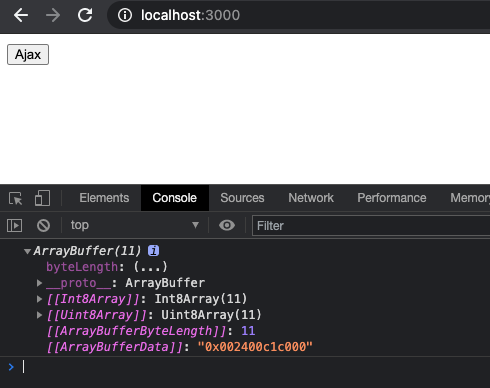 localhost:3000
Ajax
Elements Console Sources Network Performance Memory
top Filter
ArrayBuffer(11) i
byteLength: (...)
__proto__: ArrayBuffer
[[Int8Array]]: Int8Array(11)
[[Uint8Array]]: Uint8Array(11)
[[ArrayBufferByteLength]]: 11
[[ArrayBufferData]]: "0x002400c1c000"